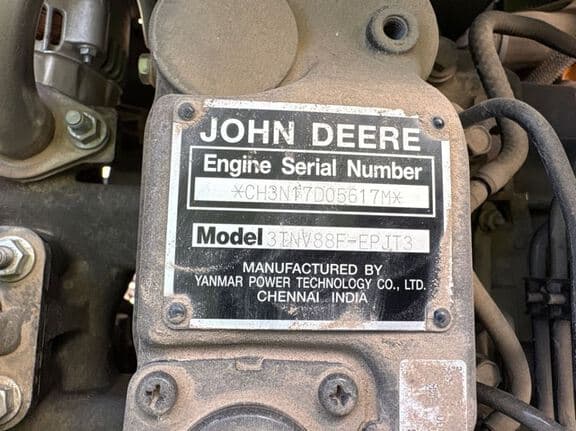 JOHN DEERE
Engine Serial Number
*CH3N17D05617M*
Model 3TNV88F-EPJT3
MANUFACTURED BY
YANMAR POWER TECHNOLOGY CO., LTD.
CHENNAI INDIA